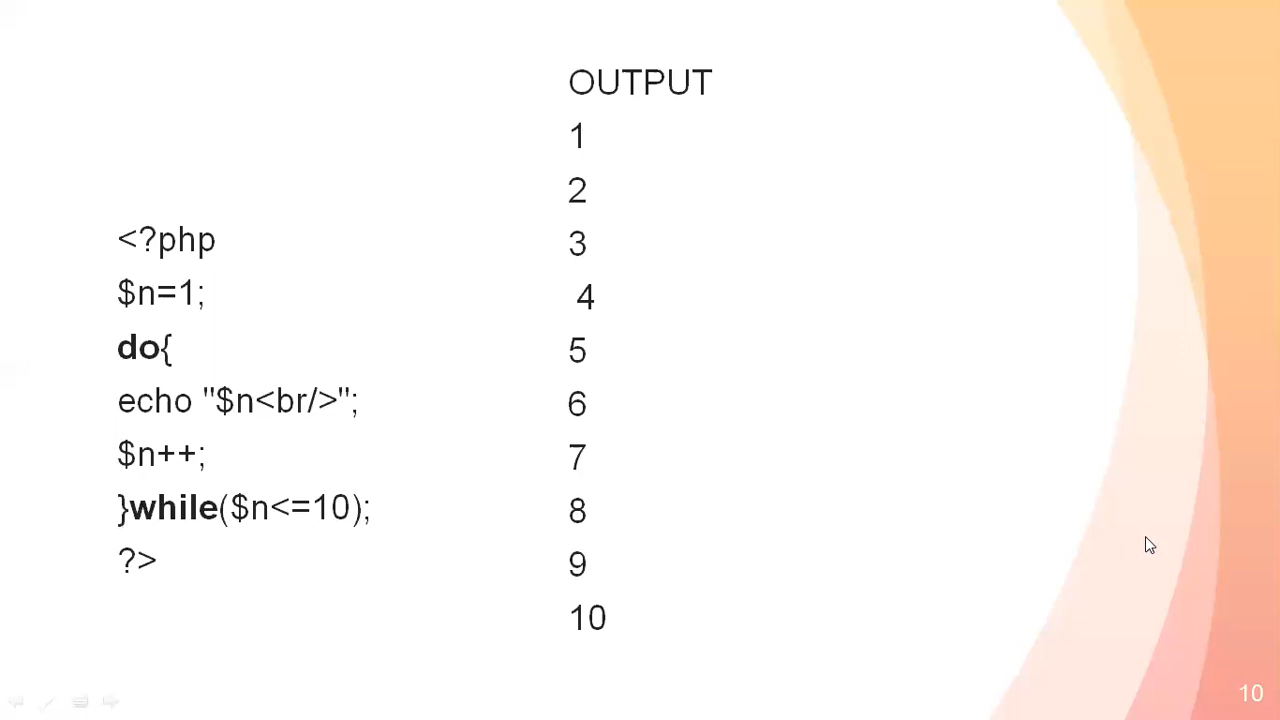 <?php
$n=1;
do{
echo "$n<br/>";
$n++;
}while($n<=10);
?>
OUTPUT
1
2
3
4
5
6
7
8
9
10
10